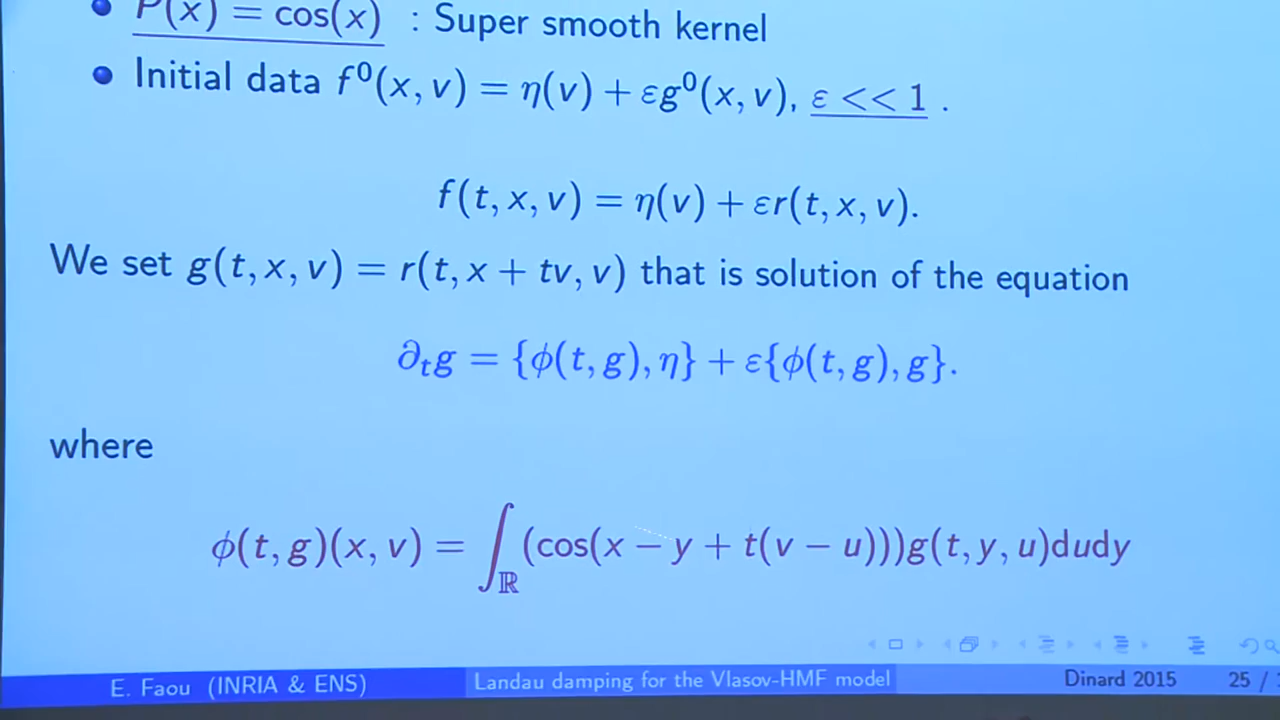 P(x) = cos(x) : Super smooth kernel
Initial data f⁰(x, v) = η(v) + εg⁰(x, v), ε << 1 .
f(t, x, v) = η(v) + εr(t, x, v).
We set g(t, x, v) = r(t, x + tv, v) that is solution of the equation
∂ₜg = {ϕ(t, g), η} + ε{ϕ(t, g), g}.
where
ϕ(t, g)(x, v) = ∫_ℝ (cos(x − y + t(v − u)))g(t, y, u)dudy
E. Faou (INRIA & ENS) Landau damping for the Vlasov-HMF model Dinard 2015 25 /